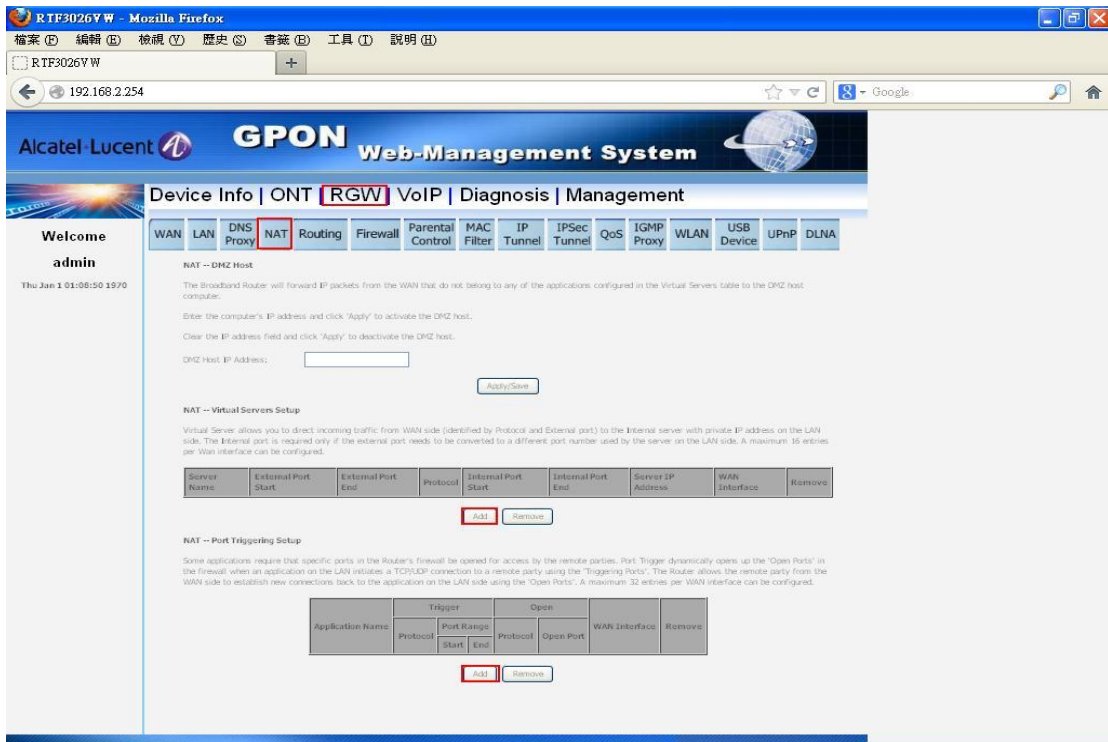 RTF3026VW - Mozilla Firefox
檔案(F) 編輯(E) 檢視(V) 歷史(S) 書籤(B) 工具(T) 說明(H)
RTF3026VW +
192.168.2.254
Google
Alcatel·Lucent
GPON
Web-Management System
Device Info | ONT | RGW | VoIP | Diagnosis | Management
Welcome
admin
Thu Jan 1 01:08:50 1970
WAN LAN DNS Proxy NAT Routing Firewall Parental Control MAC Filter IP Tunnel IPSec Tunnel QoS IGMP Proxy WLAN USB Device UPnP DLNA
NAT -- DMZ Host
The Broadband Router will forward IP packets from the WAN that do not belong to any of the applications configured in the Virtual Servers table to the DMZ host
computer.
Enter the computer's IP address and click 'Apply' to activate the DMZ host.
Clear the IP address field and click 'Apply' to deactivate the DMZ host.
DMZ Host IP Address:
Apply/Save
NAT -- Virtual Servers Setup
Virtual Server allows you to direct incoming traffic from WAN side (identified by Protocol and External port) to the Internal server with private IP address on the LAN
side. The Internal port is required only if the external port needs to be converted to a different port number used by the server on the LAN side. A maximum 16 entries
per Wan interface can be configured.
Server Name External Port Start External Port End Protocol Internal Port Start Internal Port End Server IP Address WAN Interface Remove
Add Remove
NAT -- Port Triggering Setup
Some applications require that specific ports in the Router's firewall be opened for access by the remote parties. Port Trigger dynamically opens up the 'Open Ports' in
the firewall when an application on the LAN initiates a TCP/UDP connection to a remote party using the 'Triggering Ports'. The Router allows the remote party from the
WAN side to establish new connections back to the application on the LAN side using the 'Open Ports'. A maximum 32 entries per WAN interface can be configured.
Trigger Open
Application Name Protocol Port Range Protocol Open Port WAN Interface Remove
Start End
Add Remove